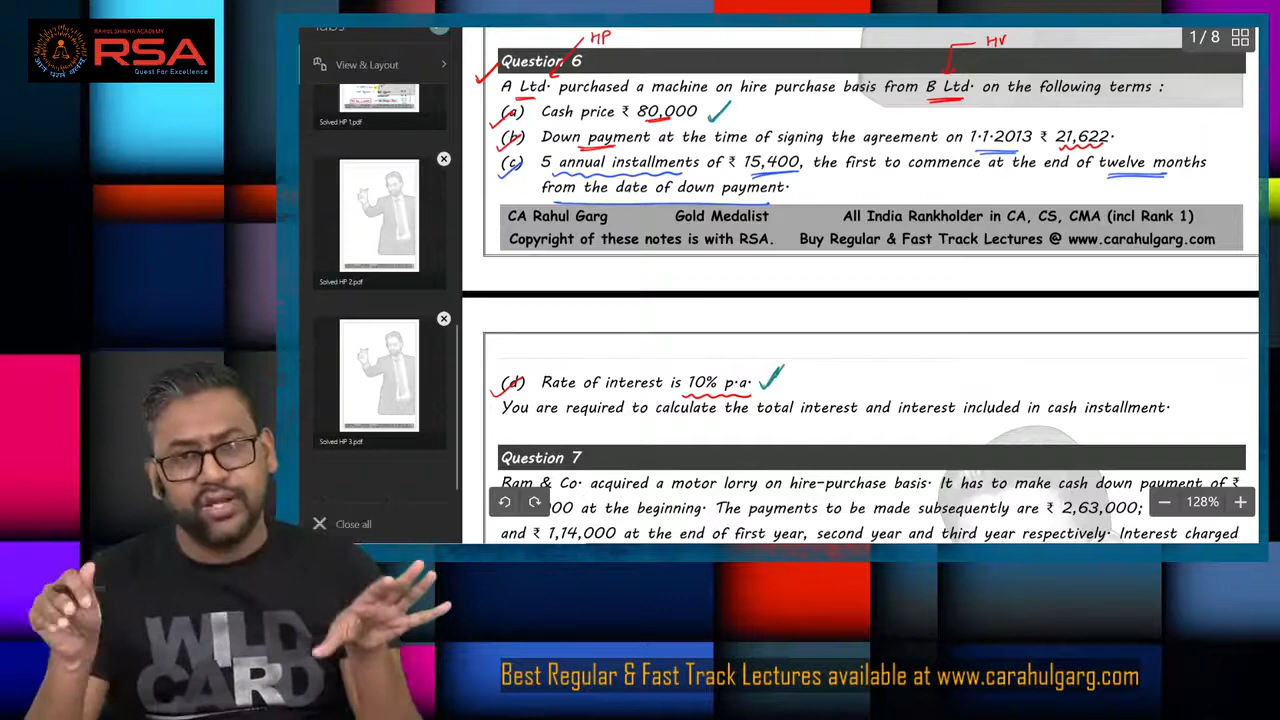 RAHUL SHIKHA ACADEMY
RSA
Quest For Excellence
View & Layout
Solved HP 1.pdf
Solved HP 2.pdf
Solved HP 3.pdf
Close all
1/8
HP
HV
Question 6
A Ltd. purchased a machine on hire purchase basis from B Ltd. on the following terms :
(a) Cash price ₹ 80,000
(b) Down payment at the time of signing the agreement on 1.1.2013 ₹ 21,622.
(c) 5 annual installments of ₹ 15,400, the first to commence at the end of twelve months
from the date of down payment.
CA Rahul Garg Gold Medalist All India Rankholder in CA, CS, CMA (incl Rank 1)
Copyright of these notes is with RSA. Buy Regular & Fast Track Lectures @ www.carahulgarg.com
(d) Rate of interest is 10% p.a.
You are required to calculate the total interest and interest included in cash installment.
Question 7
Ram & Co. acquired a motor lorry on hire-purchase basis. It has to make cash down payment of ₹
000 at the beginning. The payments to be made subsequently are ₹ 2,63,000;
128%
and ₹ 1,14,000 at the end of first year, second year and third year respectively. Interest charged
WILD
CARD
Best Regular & Fast Track Lectures available at www.carahulgarg.com